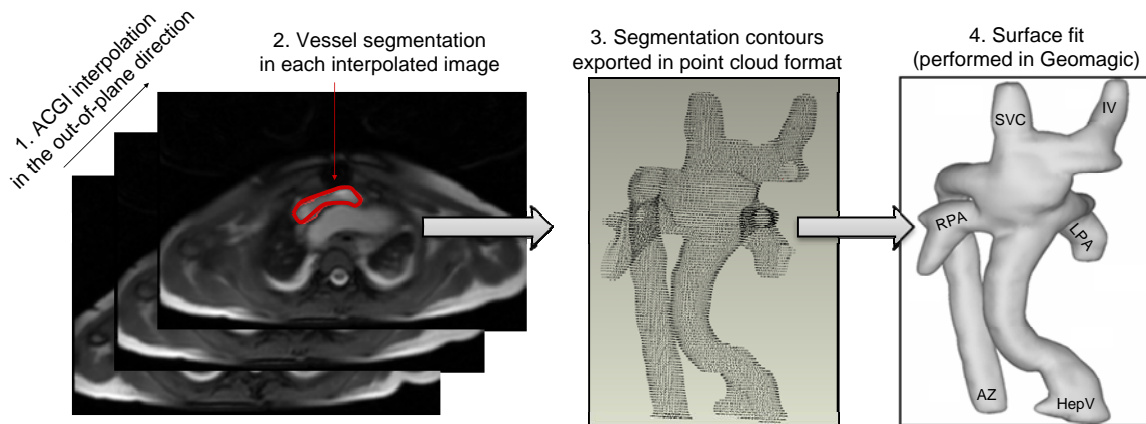 1. ACGI interpolation
in the out-of-plane direction
2. Vessel segmentation
in each interpolated image
3. Segmentation contours
exported in point cloud format
4. Surface fit
(performed in Geomagic)
SVC
IV
RPA
LPA
AZ
HepV